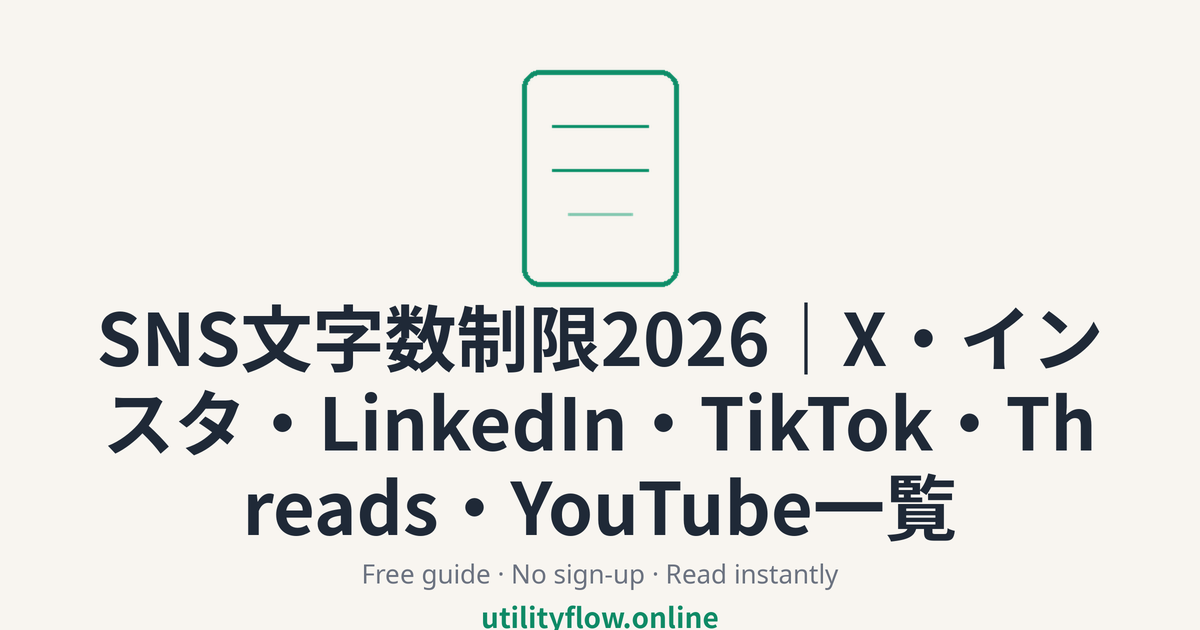 SNS文字数制限2026｜X・イン
スタ・LinkedIn・TikTok・Th
reads・YouTube一覧
Free guide · No sign-up · Read instantly
utilityflow.online